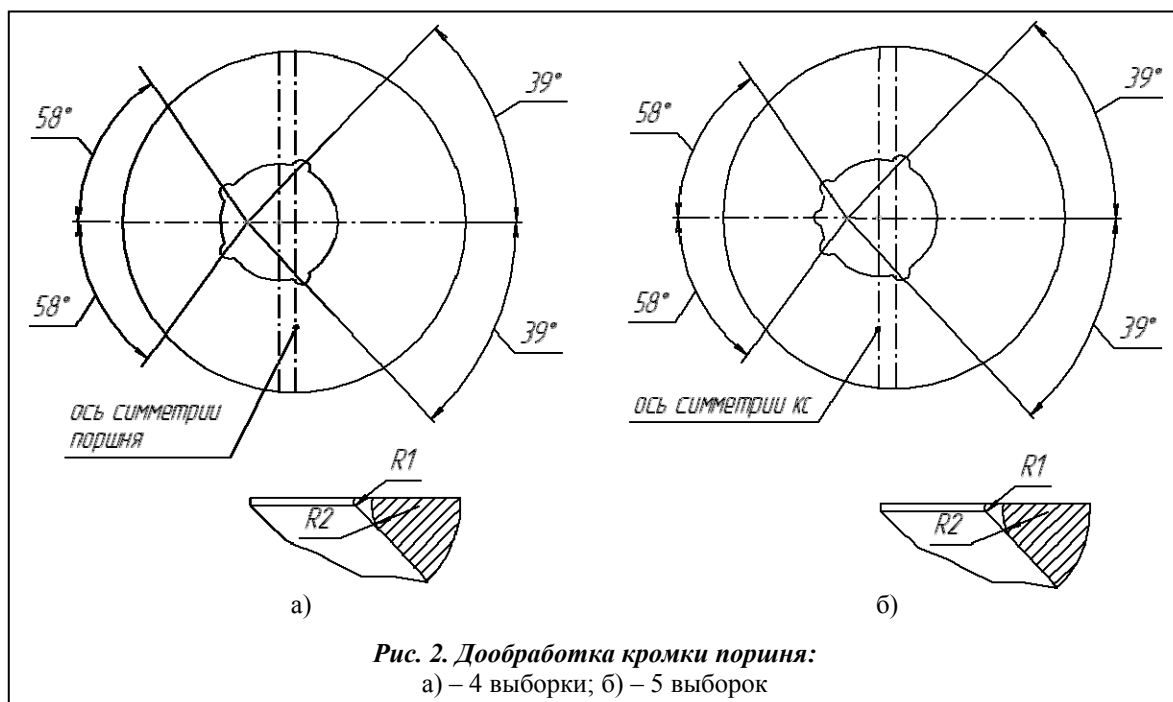 58°
39°
58°
39°
ось симметрии
поршня
R1
R2
а)
58°
39°
58°
39°
ось симметрии кс
R1
R2
б)
Рис. 2. Дообработка кромки поршня:
а) – 4 выборки; б) – 5 выборок